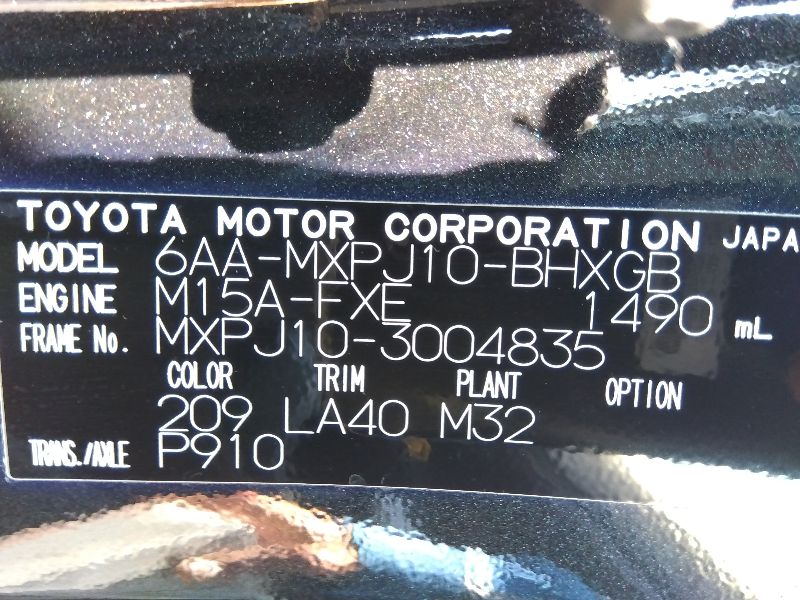 TOYOTA MOTOR CORPORATION JAPA
MODEL 6AA-MXPJ10-BHXGB
ENGINE M15A-FXE 1490 mL
FRAME No. MXPJ10-3004835
COLOR TRIM PLANT OPTION
209 LA40 M32
TRANS./AXLE P910